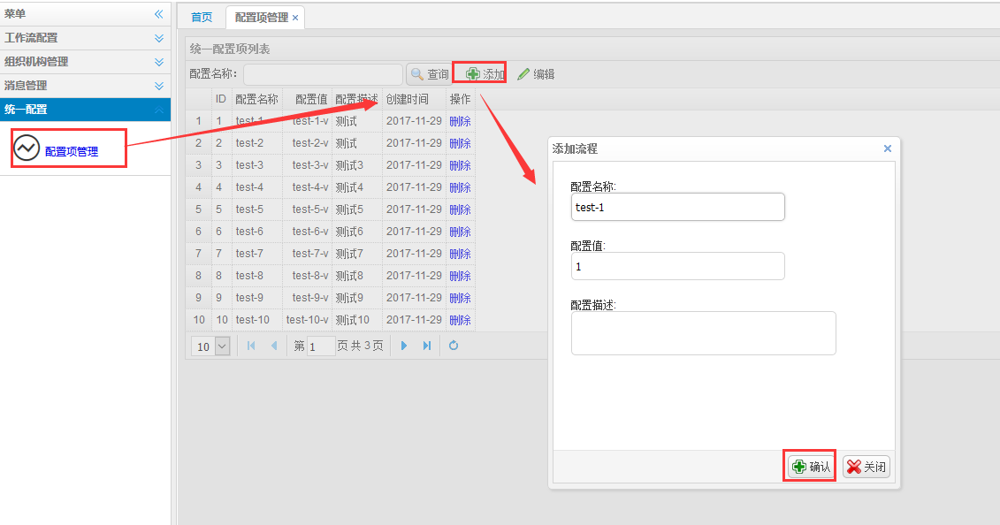 菜单
工作流配置
组织机构管理
消息管理
统一配置
配置项管理
首页 配置项管理
统一配置项列表
配置名称: 查询 添加 编辑
ID 配置名称 配置值 配置描述 创建时间 操作
1 1 test-1 test-1-v 测试 2017-11-29 删除
2 2 test-2 test-2-v 测试 2017-11-29 删除
3 3 test-3 test-3-v 测试3 2017-11-29 删除
4 4 test-4 test-4-v 测试4 2017-11-29 删除
5 5 test-5 test-5-v 测试5 2017-11-29 删除
6 6 test-6 test-6-v 测试6 2017-11-29 删除
7 7 test-7 test-7-v 测试7 2017-11-29 删除
8 8 test-8 test-8-v 测试8 2017-11-29 删除
9 9 test-9 test-9-v 测试9 2017-11-29 删除
10 10 test-10 test-10-v 测试10 2017-11-29 删除
10 第 1 页 共 3 页
添加流程
配置名称:
test-1
配置值:
1
配置描述:
确认 关闭